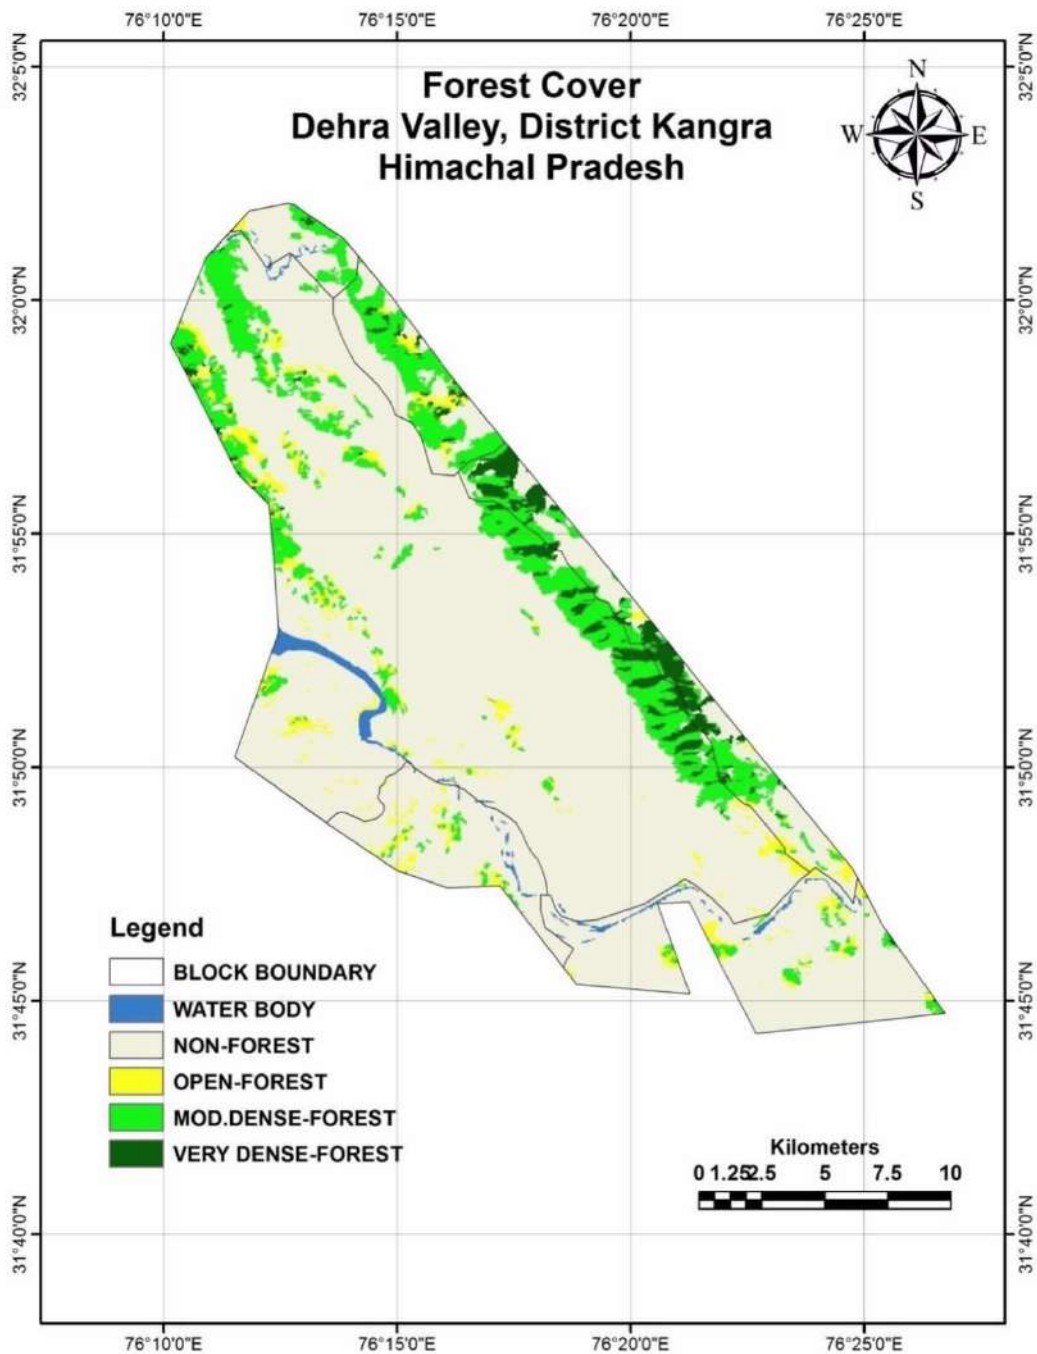 76°10'0"E 76°15'0"E 76°20'0"E 76°25'0"E
Forest Cover
Dehra Valley, District Kangra
Himachal Pradesh
N
W E
S
32°5'0"N 32°5'0"N
32°0'0"N 32°0'0"N
31°55'0"N 31°55'0"N
31°50'0"N 31°50'0"N
31°45'0"N 31°45'0"N
31°40'0"N 31°40'0"N
Legend
BLOCK BOUNDARY
WATER BODY
NON-FOREST
OPEN-FOREST
MOD.DENSE-FOREST
VERY DENSE-FOREST
Kilometers
0 1.25 2.5 5 7.5 10
76°10'0"E 76°15'0"E 76°20'0"E 76°25'0"E